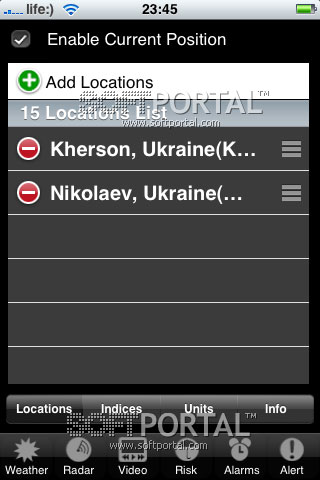 life:) 23:45
Enable Current Position
Add Locations
SOFTPORTAL™
www.softportal.com
15 Locations List
Kherson, Ukraine(K...
Nikolaev, Ukraine(...
Locations Indices Units Info
SOFTPORTAL™
www.softportal.com
Weather Radar Video Risk Alarms Alert